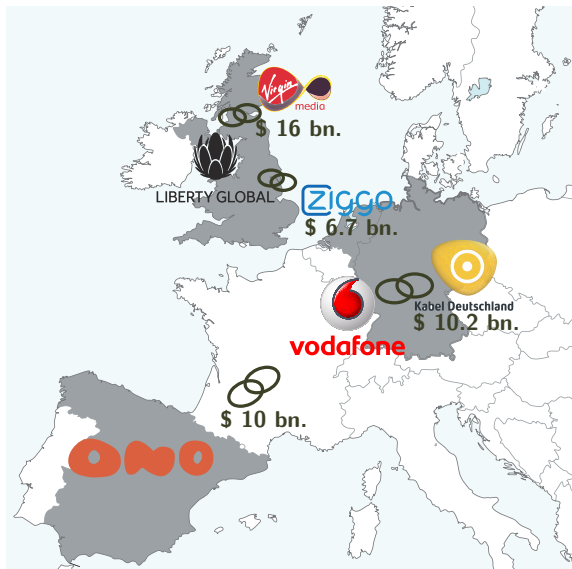 Virgin
media
$ 16 bn.
LIBERTY GLOBAL
ZIGGO
$ 6.7 bn.
Kabel Deutschland
$ 10.2 bn.
vodafone
$ 10 bn.
ONO